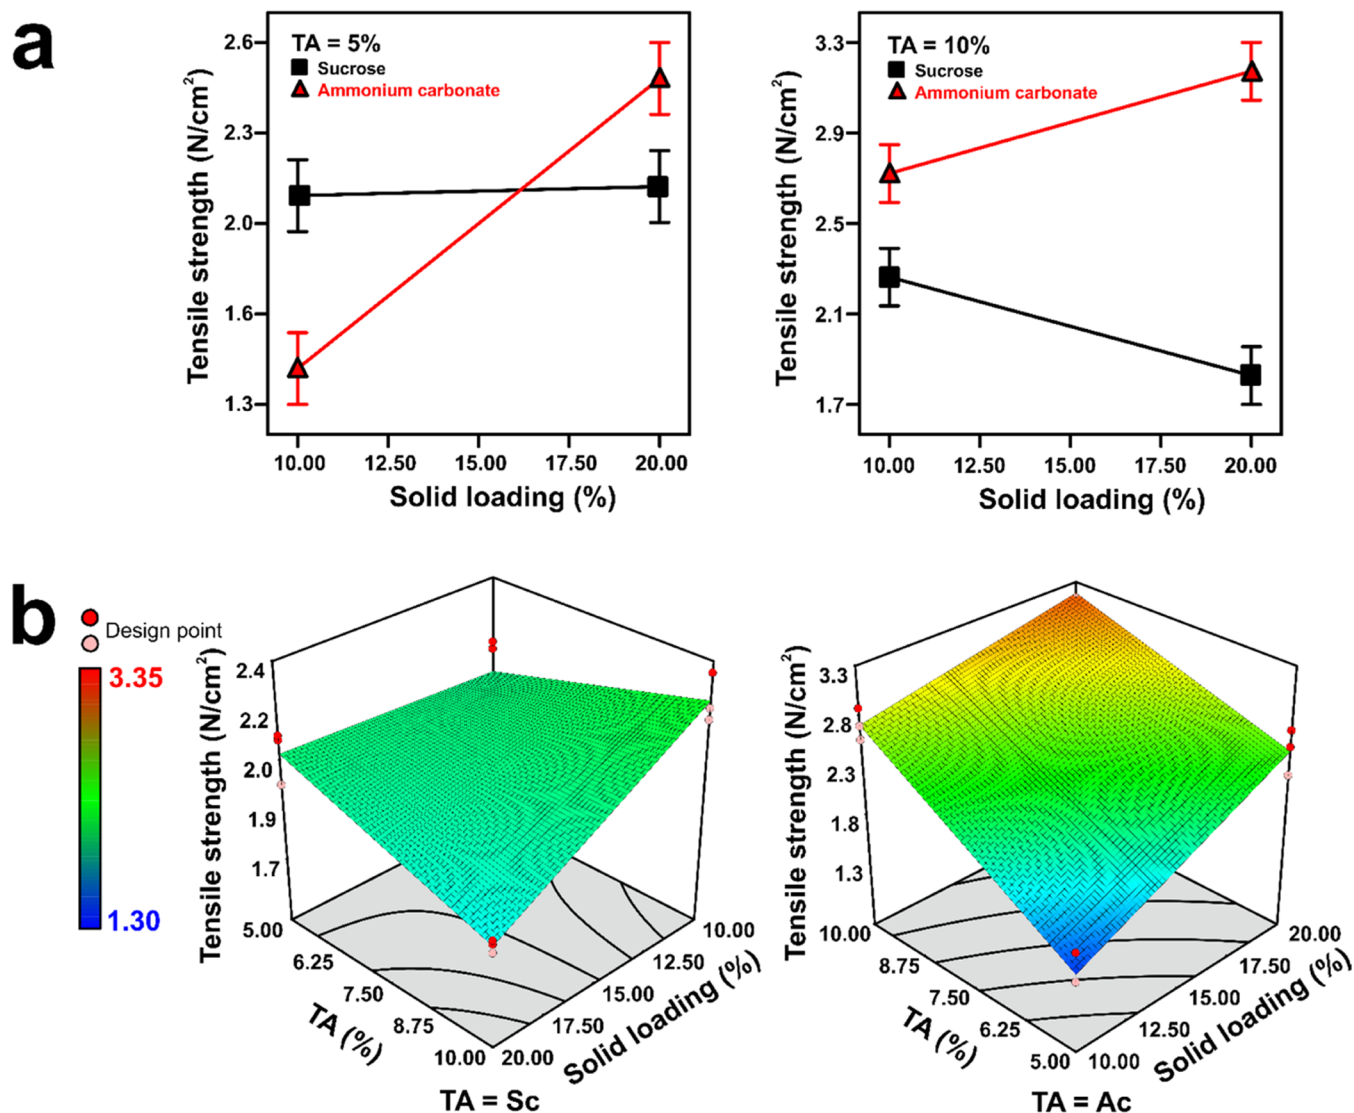 a
TA = 5%
Sucrose
Ammonium carbonate
Tensile strength (N/cm²)
2.6
2.3
2.0
1.6
1.3
10.00 12.50 15.00 17.50 20.00
Solid loading (%)
TA = 10%
Sucrose
Ammonium carbonate
Tensile strength (N/cm²)
3.3
2.9
2.5
2.1
1.7
10.00 12.50 15.00 17.50 20.00
Solid loading (%)
b
Design point
3.35
1.30
Tensile strength (N/cm²)
2.4
2.2
2.0
1.9
1.7
5.00
6.25
7.50
8.75
10.00
TA (%)
20.00
17.50
15.00
12.50
10.00
Solid loading (%)
TA = Sc
Tensile strength (N/cm²)
3.3
2.8
2.3
1.8
1.3
10.00
8.75
7.50
6.25
5.00
TA (%)
10.00
12.50
15.00
17.50
20.00
Solid loading (%)
TA = Ac